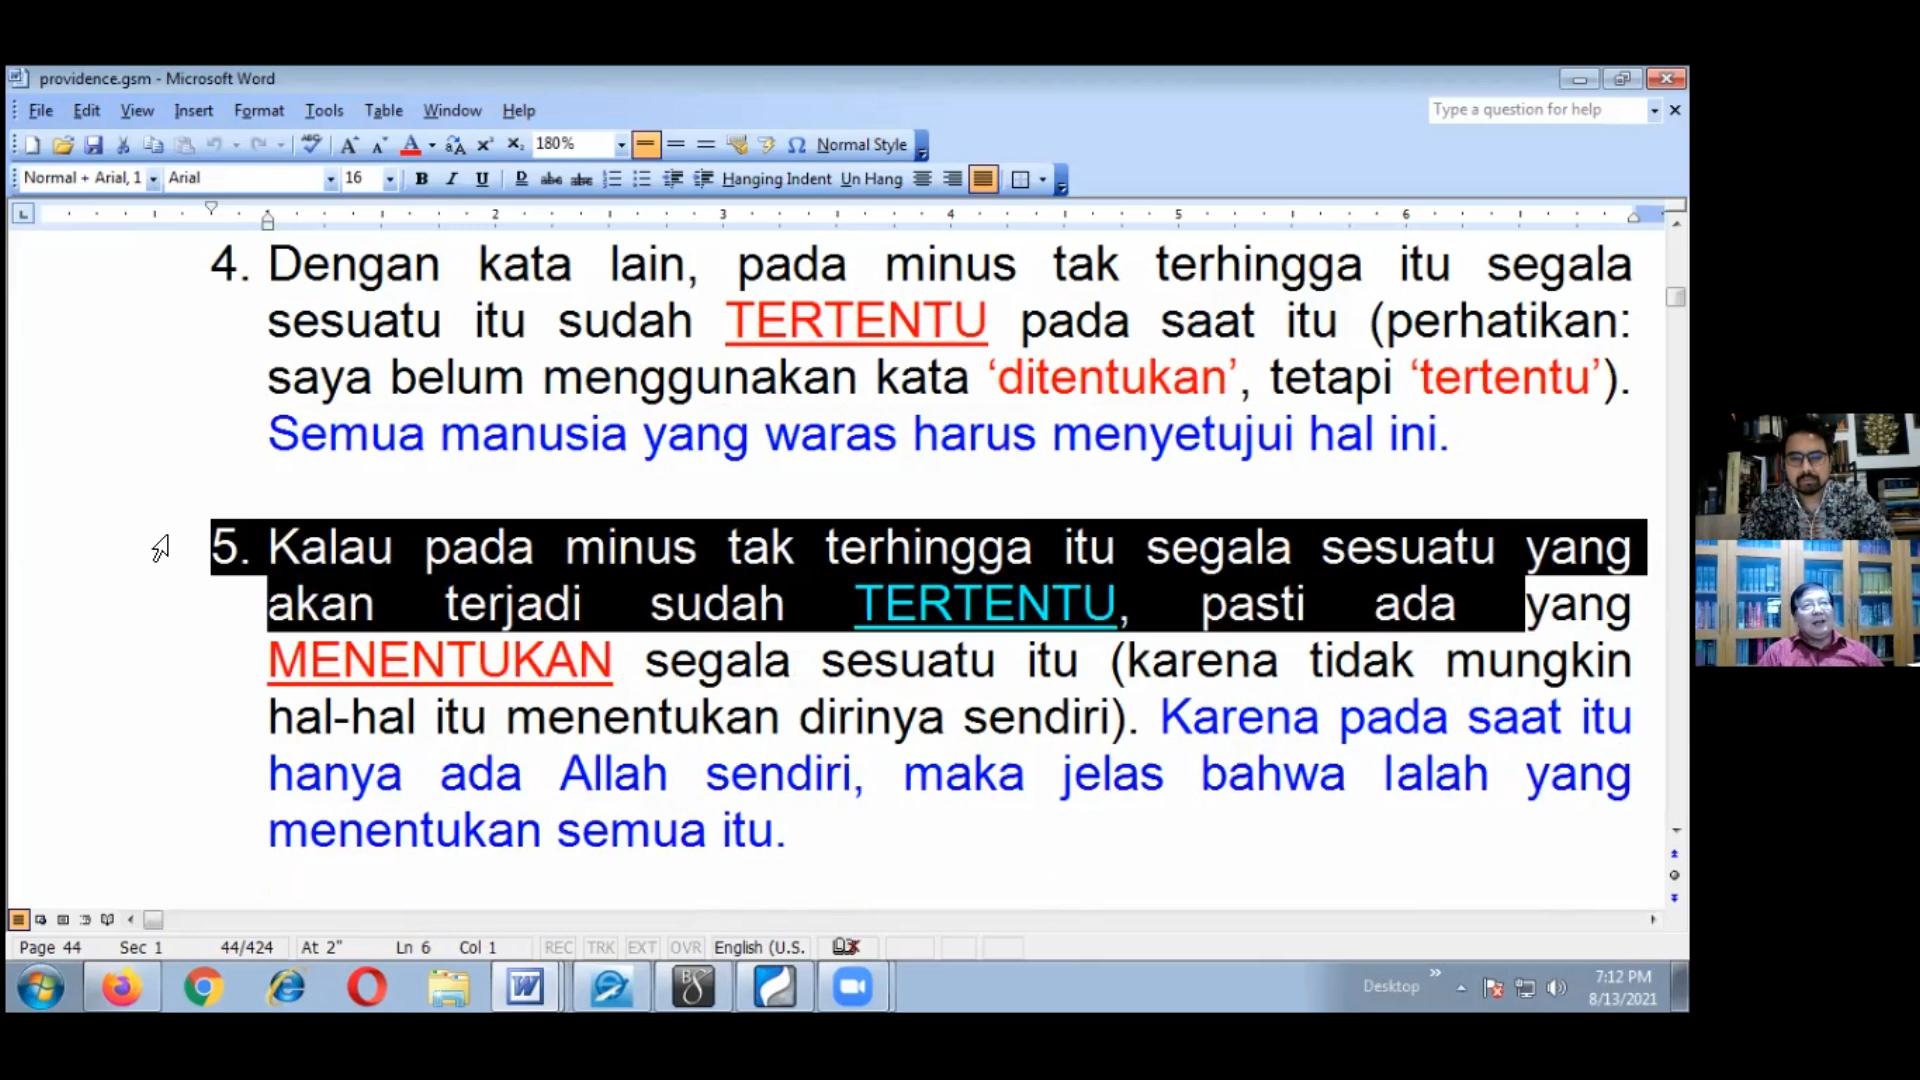 providence.gsm - Microsoft Word
File Edit View Insert Format Tools Table Window Help
Type a question for help
180% Normal Style
Normal + Arial, 1 Arial 16 B I U Hanging Indent Un Hang
2 3 4 5 6
4. Dengan kata lain, pada minus tak terhingga itu segala
sesuatu itu sudah TERTENTU pada saat itu (perhatikan:
saya belum menggunakan kata ‘ditentukan’, tetapi ‘tertentu’).
Semua manusia yang waras harus menyetujui hal ini.
5. Kalau pada minus tak terhingga itu segala sesuatu yang
akan terjadi sudah TERTENTU, pasti ada yang
MENENTUKAN segala sesuatu itu (karena tidak mungkin
hal-hal itu menentukan dirinya sendiri). Karena pada saat itu
hanya ada Allah sendiri, maka jelas bahwa Ialah yang
menentukan semua itu.
Page 44 Sec 1 44/424 At 2" Ln 6 Col 1 REC TRK EXT OVR English (U.S.
Desktop
7:12 PM
8/13/2021